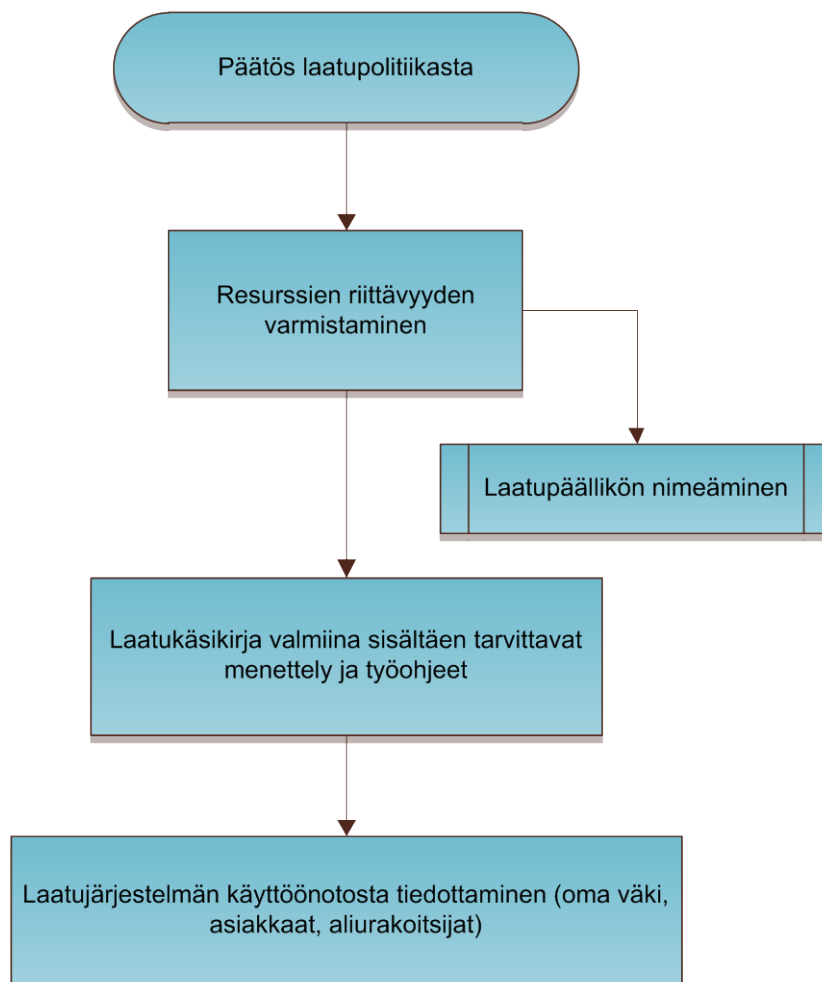 Päätös laatupolitiikasta
Resurssien riittävyyden
varmistaminen
Laatupäällikön nimeäminen
Laatukäsikirja valmiina sisältäen tarvittavat
menettely ja työohjeet
Laatujärjestelmän käyttöönotosta tiedottaminen (oma väki,
asiakkaat, aliurakoitsijat)